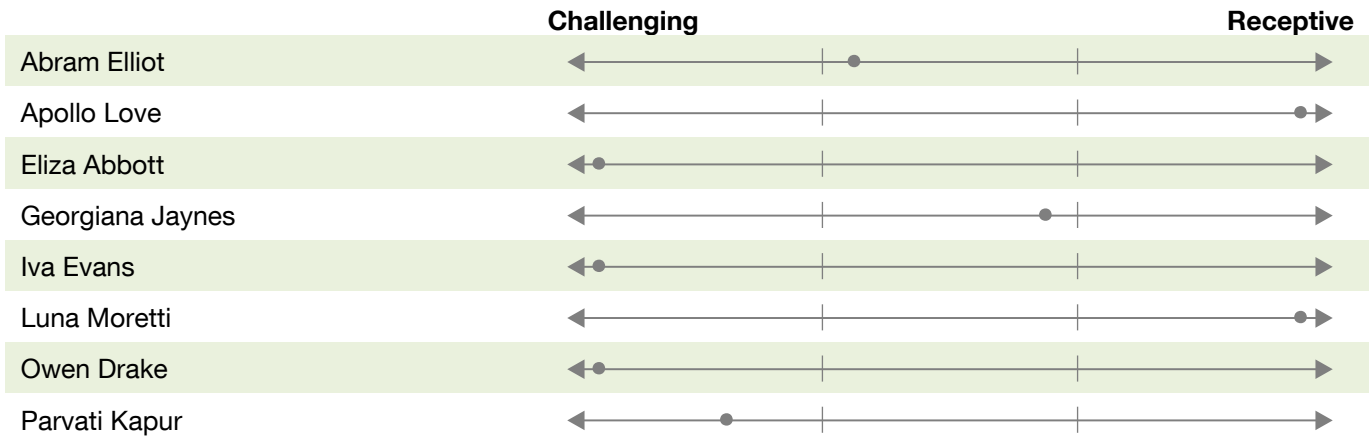 Challenging Receptive
Abram Elliot
Apollo Love
Eliza Abbott
Georgiana Jaynes
Iva Evans
Luna Moretti
Owen Drake
Parvati Kapur